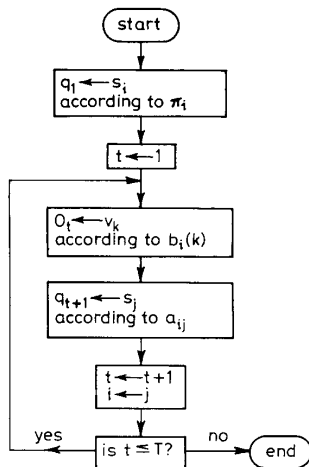 start
q₁ ← sᵢ
according to πᵢ
t ← 1
Oₜ ← vₖ
according to bᵢ(k)
qₜ₊₁ ← sⱼ
according to aᵢⱼ
t ← t+1
i ← j
yes
is t ≤ T?
no
end